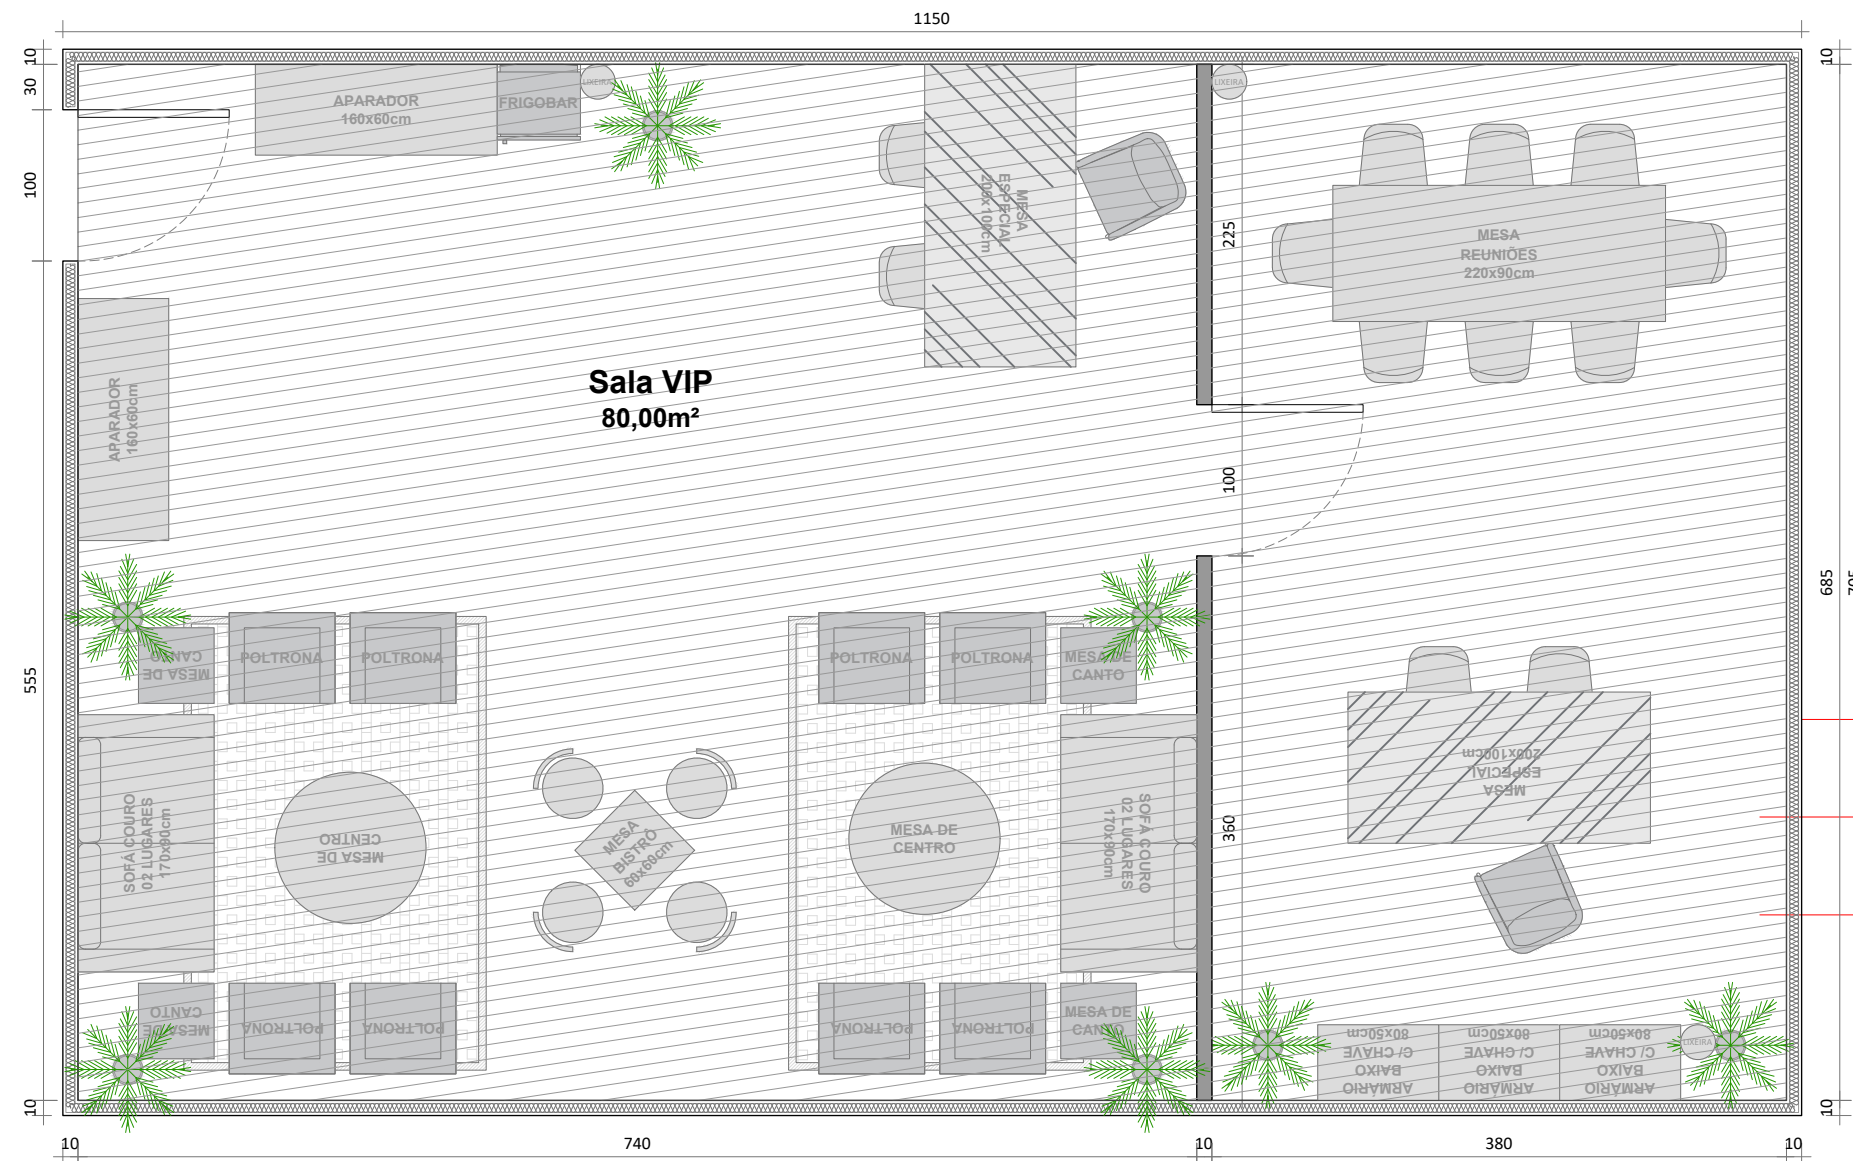 1150
10
30
100
555
10
10
685
10
APARADOR
160x60cm
FRIGOBAR
LIXEIRA
LIXEIRA
MESA
ESPECIAL
200x100cm
225
MESA
REUNIÕES
220x90cm
APARADOR
160x60cm
Sala VIP
80,00m²
100
MESA DE
CANTO
POLTRONA
POLTRONA
POLTRONA
POLTRONA
MESA DE
CANTO
SOFÁ COURO
02 LUGARES
170x90cm
MESA DE
CENTRO
MESA
BISTRÔ
60x60cm
MESA DE
CENTRO
SOFÁ COURO
02 LUGARES
170x90cm
360
MESA
ESPECIAL
200x100cm
MESA DE
CANTO
POLTRONA
POLTRONA
POLTRONA
POLTRONA
MESA DE
CANTO
ARMÁRIO
BAIXO
C/ CHAVE
80x50cm
ARMÁRIO
BAIXO
C/ CHAVE
80x50cm
ARMÁRIO
BAIXO
C/ CHAVE
80x50cm
LIXEIRA
10
740
10
380
10